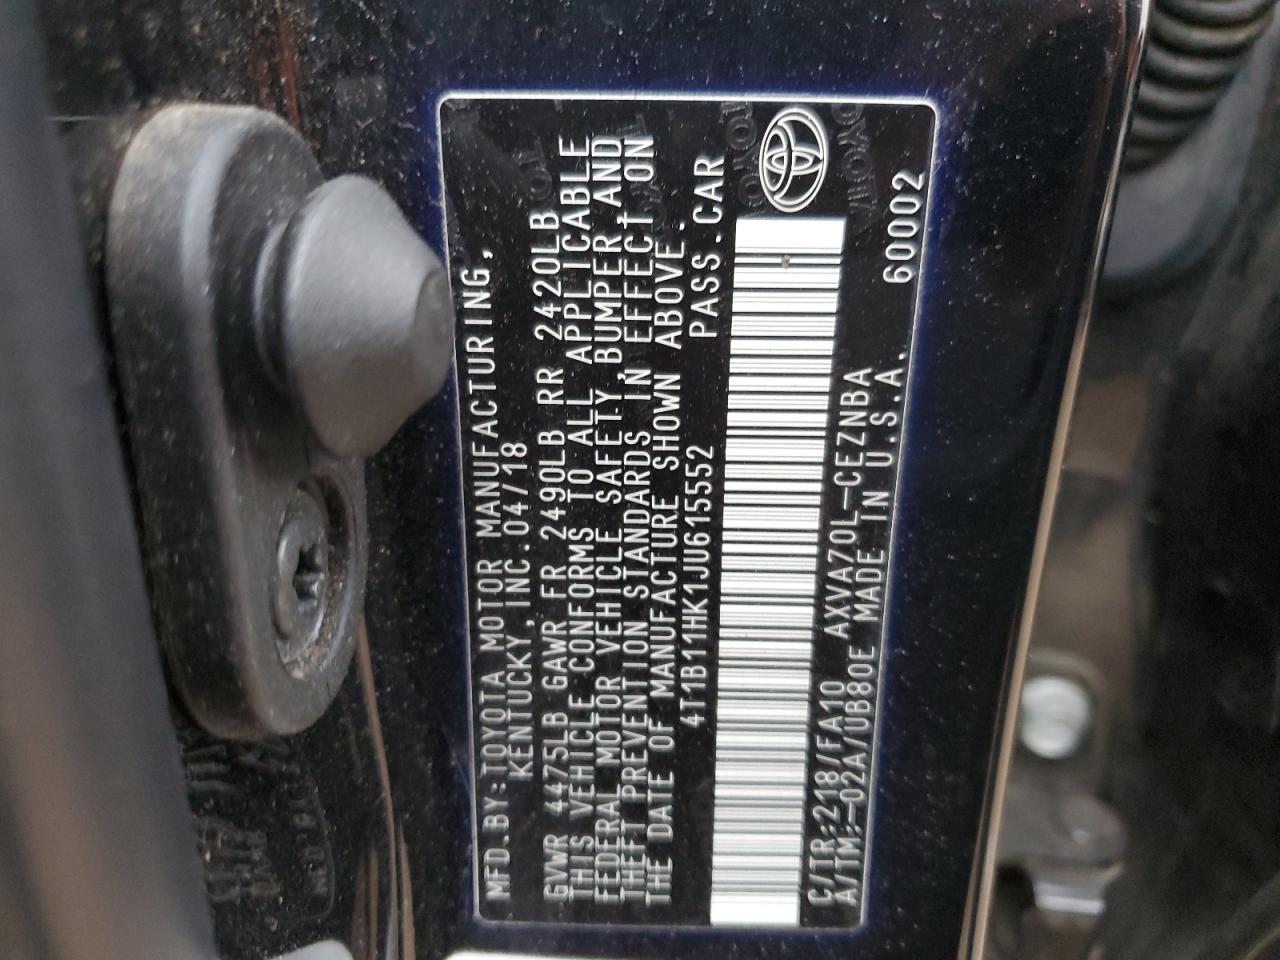 MFD.BY:TOYOTA MOTOR MANUFACTURING,
KENTUCKY,INC.04/18
GVWR 4475LB GAWR FR 2490LB RR 2420LB
THIS VEHICLE CONFORMS TO ALL APPLICABLE
FEDERAL MOTOR VEHICLE SAFETY,BUMPER,AND
THEFT PREVENTION STANDARDS IN EFFECT ON
THE DATE OF MANUFACTURE SHOWN ABOVE.
4T1B11HK1JU615552 PASS.CAR
C/TR:218/FA10 AXVA70L-CEZNBA
A/TM:-02A/UB80E MADE IN U.S.A.
60002